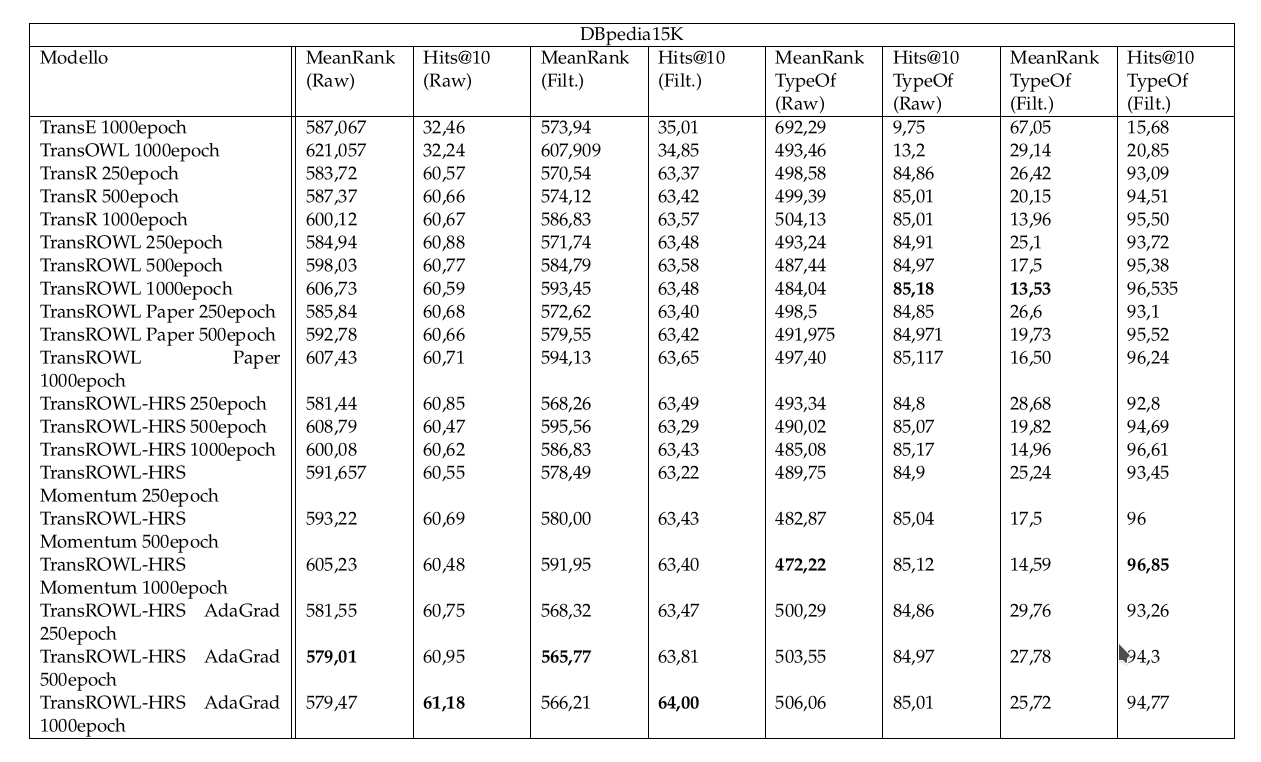 DBpedia15K
Modello MeanRank (Raw) Hits@10 (Raw) MeanRank (Filt.) Hits@10 (Filt.) MeanRank TypeOf (Raw) Hits@10 TypeOf (Raw) MeanRank TypeOf (Filt.) Hits@10 TypeOf (Filt.)
TransE 1000epoch 587,067 32,46 573,94 35,01 692,29 9,75 67,05 15,68
TransOWL 1000epoch 621,057 32,24 607,909 34,85 493,46 13,2 29,14 20,85
TransR 250epoch 583,72 60,57 570,54 63,37 498,58 84,86 26,42 93,09
TransR 500epoch 587,37 60,66 574,12 63,42 499,39 85,01 20,15 94,51
TransR 1000epoch 600,12 60,67 586,83 63,57 504,13 85,01 13,96 95,50
TransROWL 250epoch 584,94 60,88 571,74 63,48 493,24 84,91 25,1 93,72
TransROWL 500epoch 598,03 60,77 584,79 63,58 487,44 84,97 17,5 95,38
TransROWL 1000epoch 606,73 60,59 593,45 63,48 484,04 85,18 13,53 96,535
TransROWL Paper 250epoch 585,84 60,68 572,62 63,40 498,5 84,85 26,6 93,1
TransROWL Paper 500epoch 592,78 60,66 579,55 63,42 491,975 84,971 19,73 95,52
TransROWL Paper 607,43 60,71 594,13 63,65 497,40 85,117 16,50 96,24
1000epoch
TransROWL-HRS 250epoch 581,44 60,85 568,26 63,49 493,34 84,8 28,68 92,8
TransROWL-HRS 500epoch 608,79 60,47 595,56 63,29 490,02 85,07 19,82 94,69
TransROWL-HRS 1000epoch 600,08 60,62 586,83 63,43 485,08 85,17 14,96 96,61
TransROWL-HRS 591,657 60,55 578,49 63,22 489,75 84,9 25,24 93,45
Momentum 250epoch
TransROWL-HRS 593,22 60,69 580,00 63,43 482,87 85,04 17,5 96
Momentum 500epoch
TransROWL-HRS 605,23 60,48 591,95 63,40 472,22 85,12 14,59 96,85
Momentum 1000epoch
TransROWL-HRS AdaGrad 581,55 60,75 568,32 63,47 500,29 84,86 29,76 93,26
250epoch
TransROWL-HRS AdaGrad 579,01 60,95 565,77 63,81 503,55 84,97 27,78 94,3
500epoch
TransROWL-HRS AdaGrad 579,47 61,18 566,21 64,00 506,06 85,01 25,72 94,77
1000epoch